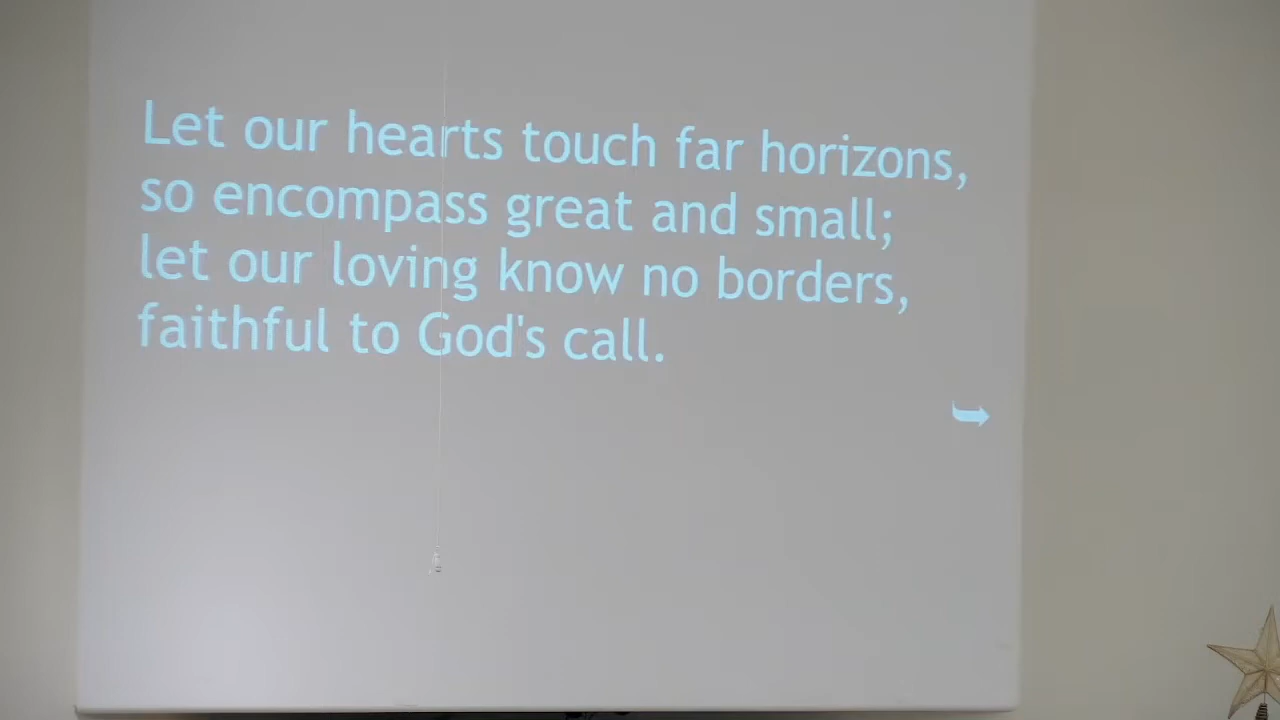 Let our hearts touch far horizons,
so encompass great and small;
let our loving know no borders,
faithful to God's call.